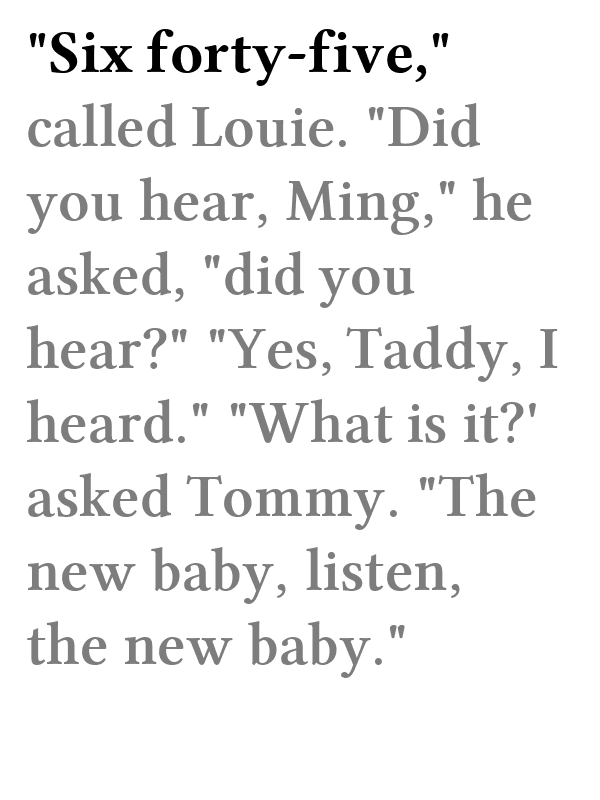 "Six forty-five,"
called Louie. "Did
you hear, Ming," he
asked, "did you
hear?" "Yes, Taddy, I
heard." "What is it?'
asked Tommy. "The
new baby, listen,
the new baby."